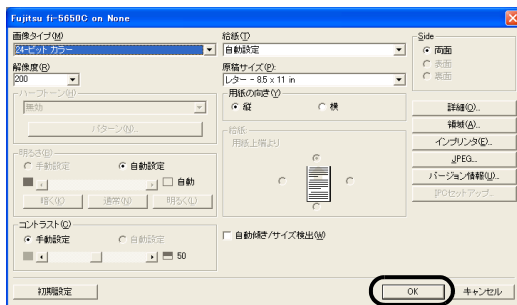 Fujitsu fi-5650C on None
画像タイプ(M)
24-ビット カラー
解像度(R)
200
ハーフトーン(H)
無効
パターン(N)...
明るさ(B)
手動設定
自動設定
自動
暗く(K)
通常(N)
明るく(L)
コントラスト(C)
手動設定
自動設定
50
初期設定
給紙(T)
自動設定
原稿サイズ(P):
レター - 8.5 x 11 in
用紙の向き(Y)
縦
横
給紙
用紙上端より
自動傾き/サイズ検出(W)
Side
両面
表面
裏面
詳細(O)...
領域(A)...
インプリンタ(E)...
JPEG...
バージョン情報(U)...
IPCセットアップ...
OK
キャンセル